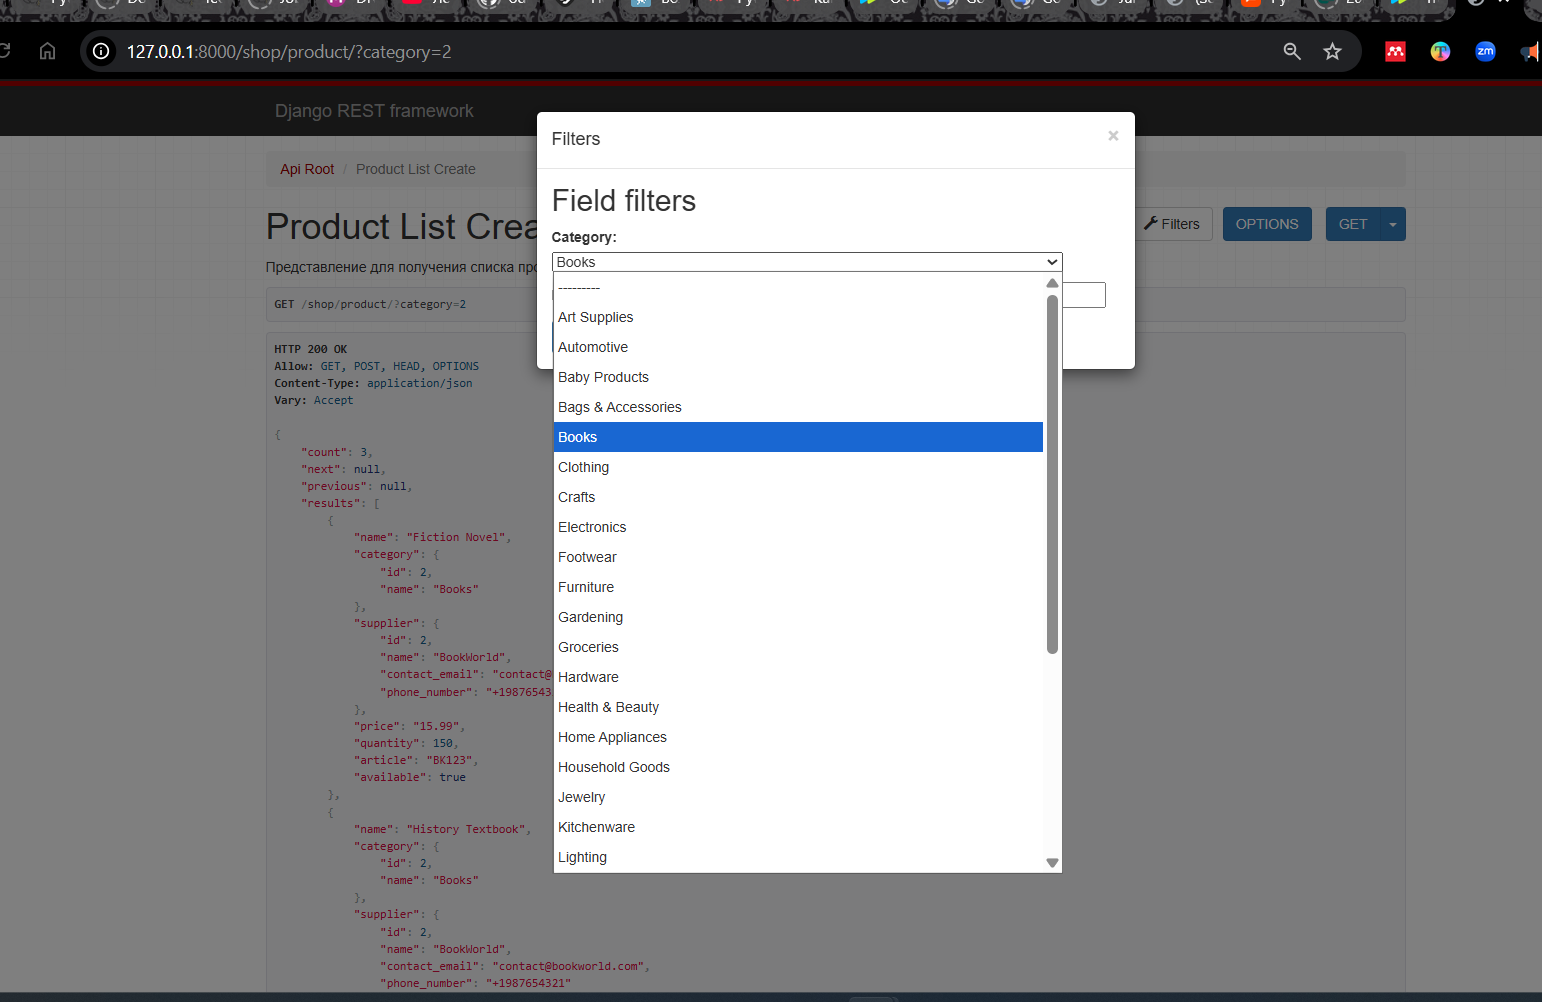 127.0.0.1:8000/shop/product/?category=2
zm
Django REST framework
Filters
×
Api Root / Product List Create
Field filters
Product List Crea
Filters
OPTIONS
GET
Category:
Books
Представление для получения списка про
---------
GET /shop/product/?category=2
Art Supplies
Automotive
Baby Products
Bags & Accessories
Books
Clothing
Crafts
Electronics
Footwear
Furniture
Gardening
Groceries
Hardware
Health & Beauty
Home Appliances
Household Goods
Jewelry
Kitchenware
Lighting
HTTP 200 OK
Allow: GET, POST, HEAD, OPTIONS
Content-Type: application/json
Vary: Accept
{
"count": 3,
"next": null,
"previous": null,
"results": [
{
"name": "Fiction Novel",
"category": {
"id": 2,
"name": "Books"
},
"supplier": {
"id": 2,
"name": "BookWorld",
"contact_email": "contact@
"phone_number": "+19876543
},
"price": "15.99",
"quantity": 150,
"article": "BK123",
"available": true
},
{
"name": "History Textbook",
"category": {
"id": 2,
"name": "Books"
},
"supplier": {
"id": 2,
"name": "BookWorld",
"contact_email": "contact@bookworld.com",
"phone_number": "+1987654321"